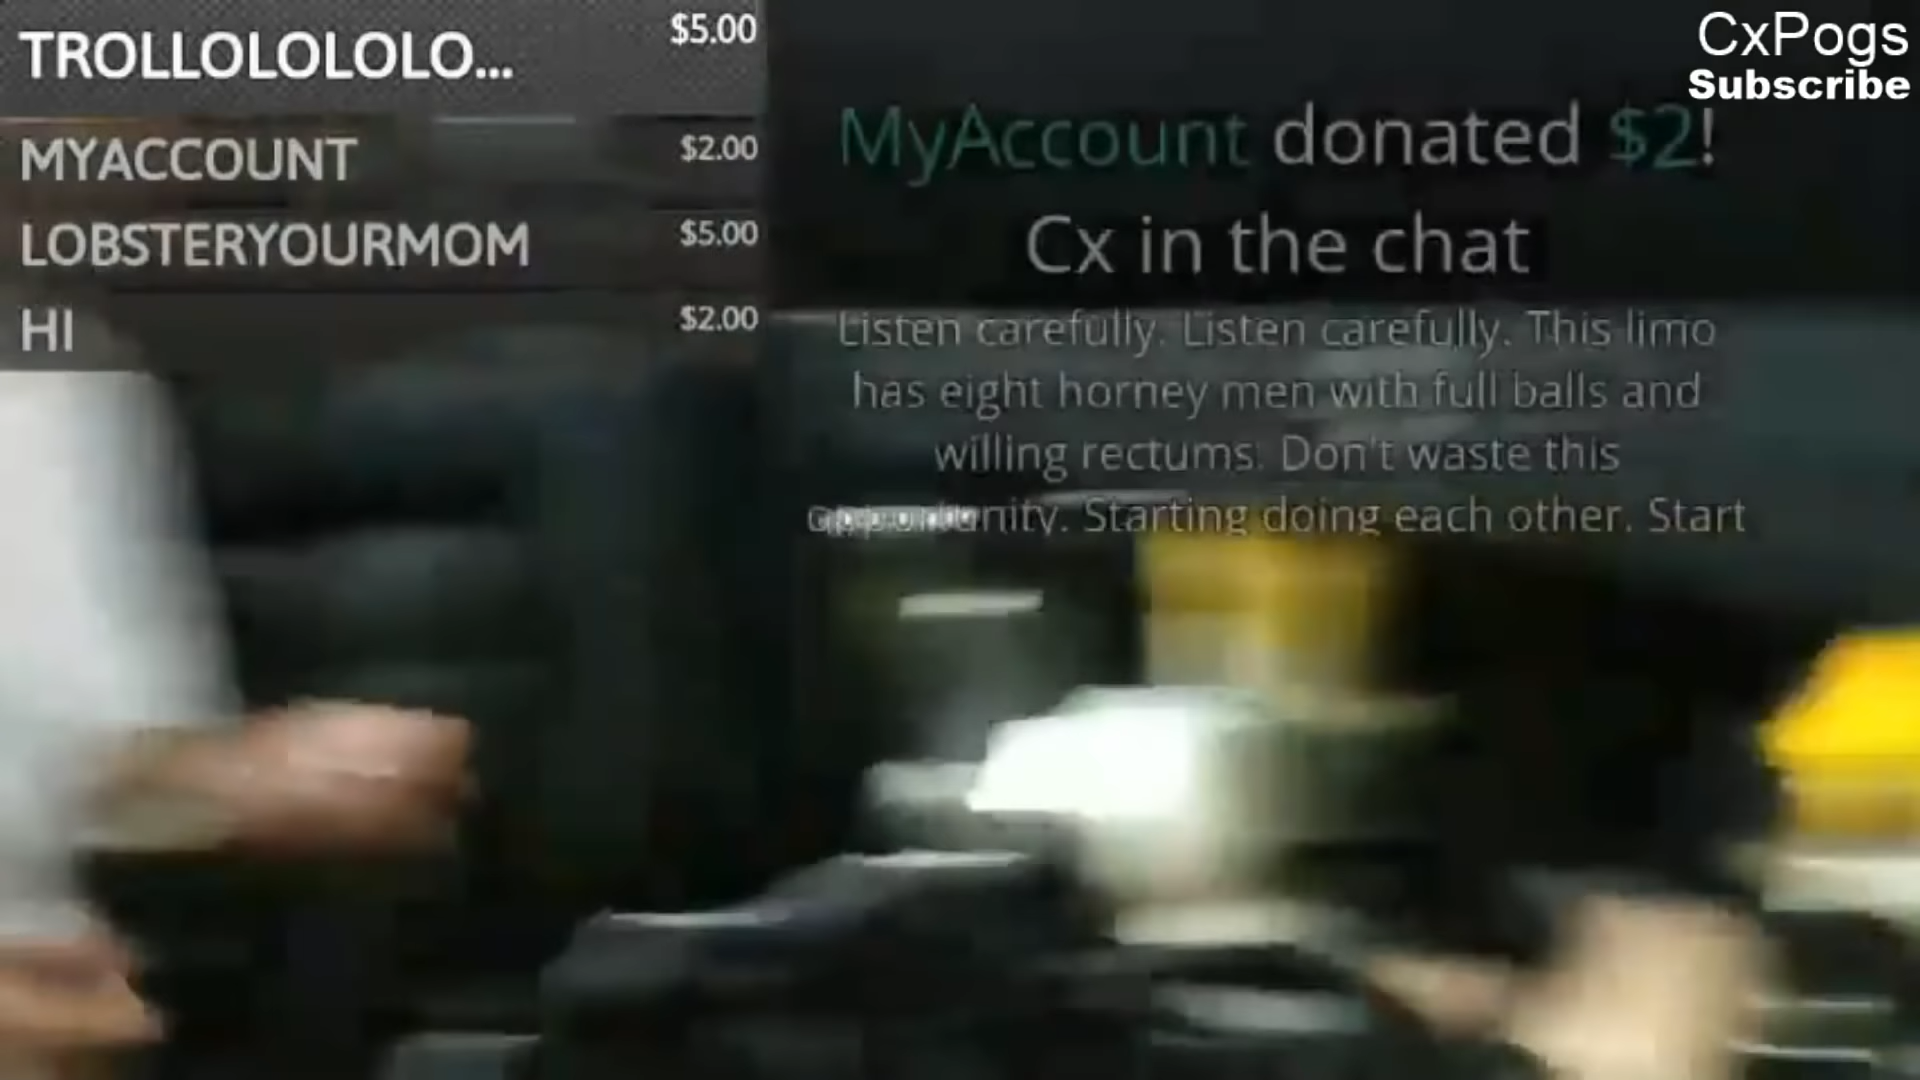 TROLLOLOLOLO... $5.00
MYACCOUNT $2.00
LOBSTERYOURMOM $5.00
HI $2.00
CxPogs
Subscribe
MyAccount donated $2!
Cx in the chat
Listen carefully. Listen carefully. This limo
has eight horney men with full balls and
willing rectums. Don't waste this
opportunity. Starting doing each other. Start